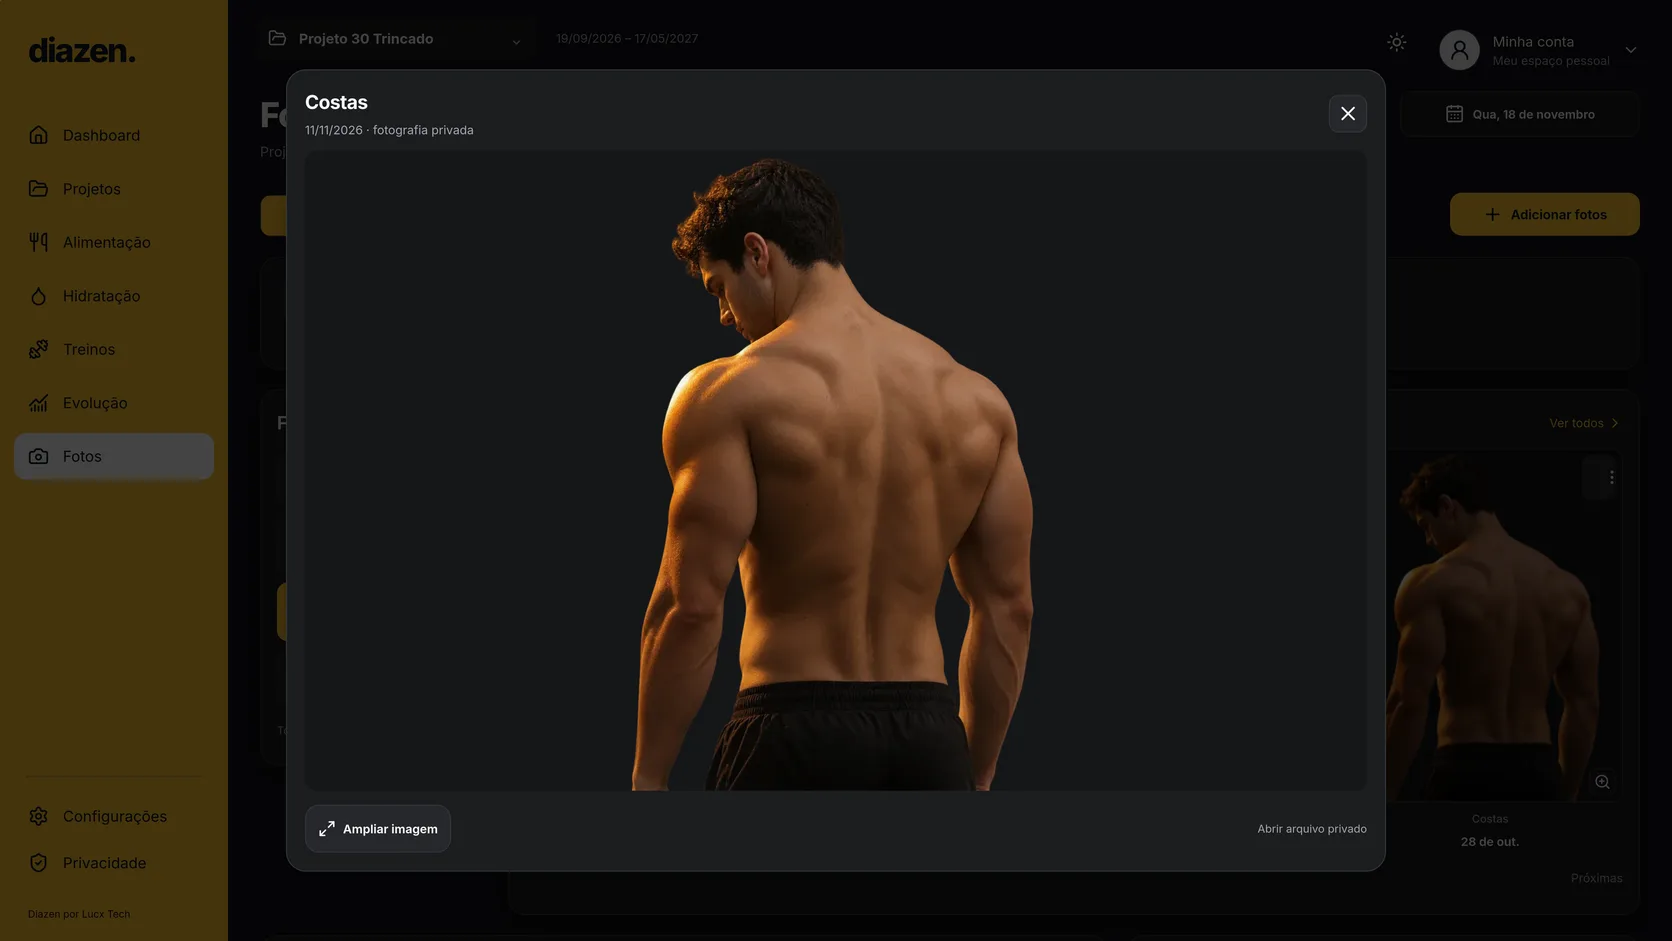 diazen.
Dashboard
Projetos
Alimentação
Hidratação
Treinos
Evolução
Fotos
Configurações
Privacidade
Diazen por Lucx Tech
Projeto 30 Trincado
19/09/2026 – 17/05/2027
Minha conta
Meu espaço pessoal
Qua, 18 de novembro
Adicionar fotos
Costas
11/11/2026 · fotografia privada
Ampliar imagem
Abrir arquivo privado
Ver todos
Costas
28 de out.
Próximas